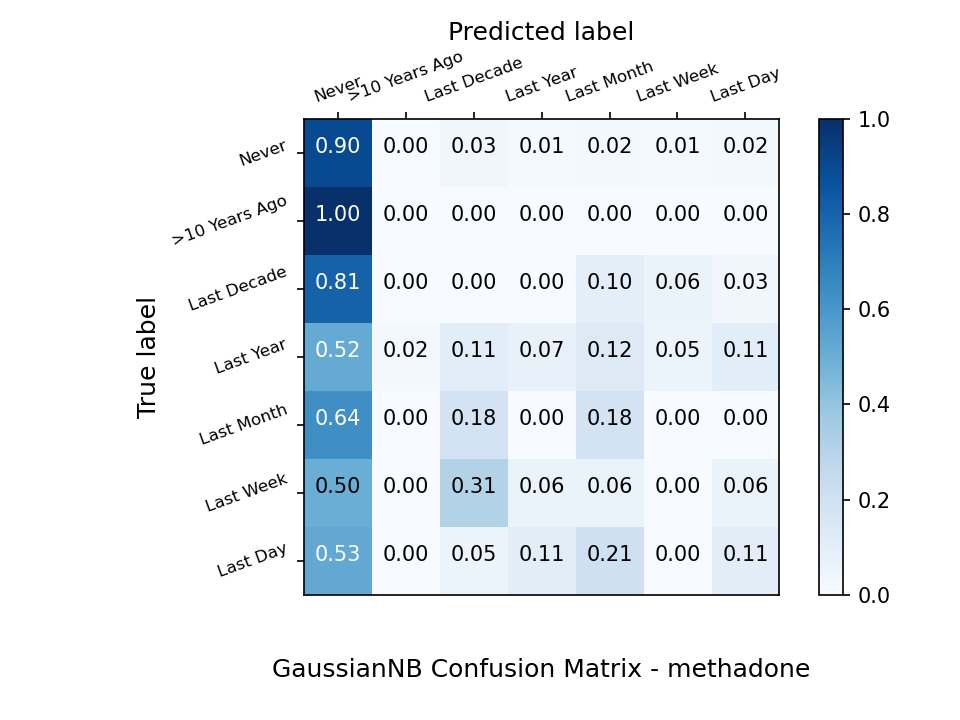 Predicted label
Never >10 Years Ago Last Decade Last Year Last Month Last Week Last Day
Never 0.90 0.00 0.03 0.01 0.02 0.01 0.02
>10 Years Ago 1.00 0.00 0.00 0.00 0.00 0.00 0.00
Last Decade 0.81 0.00 0.00 0.00 0.10 0.06 0.03
Last Year 0.52 0.02 0.11 0.07 0.12 0.05 0.11
Last Month 0.64 0.00 0.18 0.00 0.18 0.00 0.00
Last Week 0.50 0.00 0.31 0.06 0.06 0.00 0.06
Last Day 0.53 0.00 0.05 0.11 0.21 0.00 0.11
True label
1.0
0.8
0.6
0.4
0.2
0.0
GaussianNB Confusion Matrix - methadone